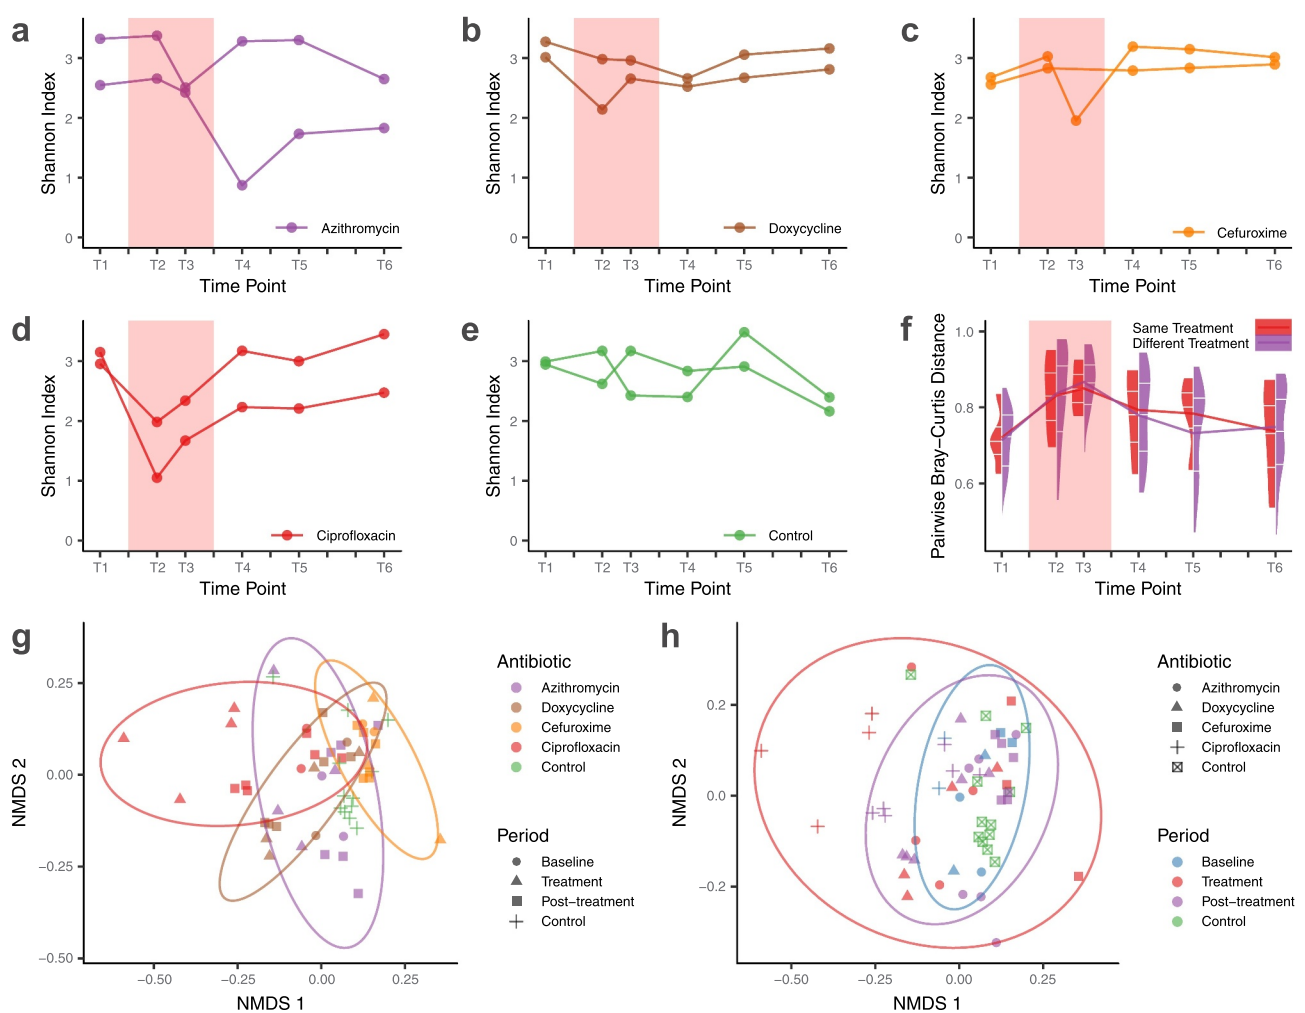 a
Shannon Index
3
2
1
0
Azithromycin
T1 T2 T3 T4 T5 T6
Time Point
b
Shannon Index
3
2
1
0
Doxycycline
T1 T2 T3 T4 T5 T6
Time Point
c
Shannon Index
3
2
1
0
Cefuroxime
T1 T2 T3 T4 T5 T6
Time Point
d
Shannon Index
3
2
1
0
Ciprofloxacin
T1 T2 T3 T4 T5 T6
Time Point
e
Shannon Index
3
2
1
0
Control
T1 T2 T3 T4 T5 T6
Time Point
f
Pairwise Bray−Curtis Distance
1.0
0.8
0.6
Same Treatment
Different Treatment
T1 T2 T3 T4 T5 T6
Time Point
g
NMDS 2
0.25
0.00
−0.25
−0.50
−0.50 −0.25 0.00 0.25
NMDS 1
Antibiotic
Azithromycin
Doxycycline
Cefuroxime
Ciprofloxacin
Control
Period
Baseline
Treatment
Post−treatment
Control
h
NMDS 2
0.2
0.0
−0.2
−0.50 −0.25 0.00 0.25
NMDS 1
Antibiotic
Azithromycin
Doxycycline
Cefuroxime
Ciprofloxacin
Control
Period
Baseline
Treatment
Post−treatment
Control